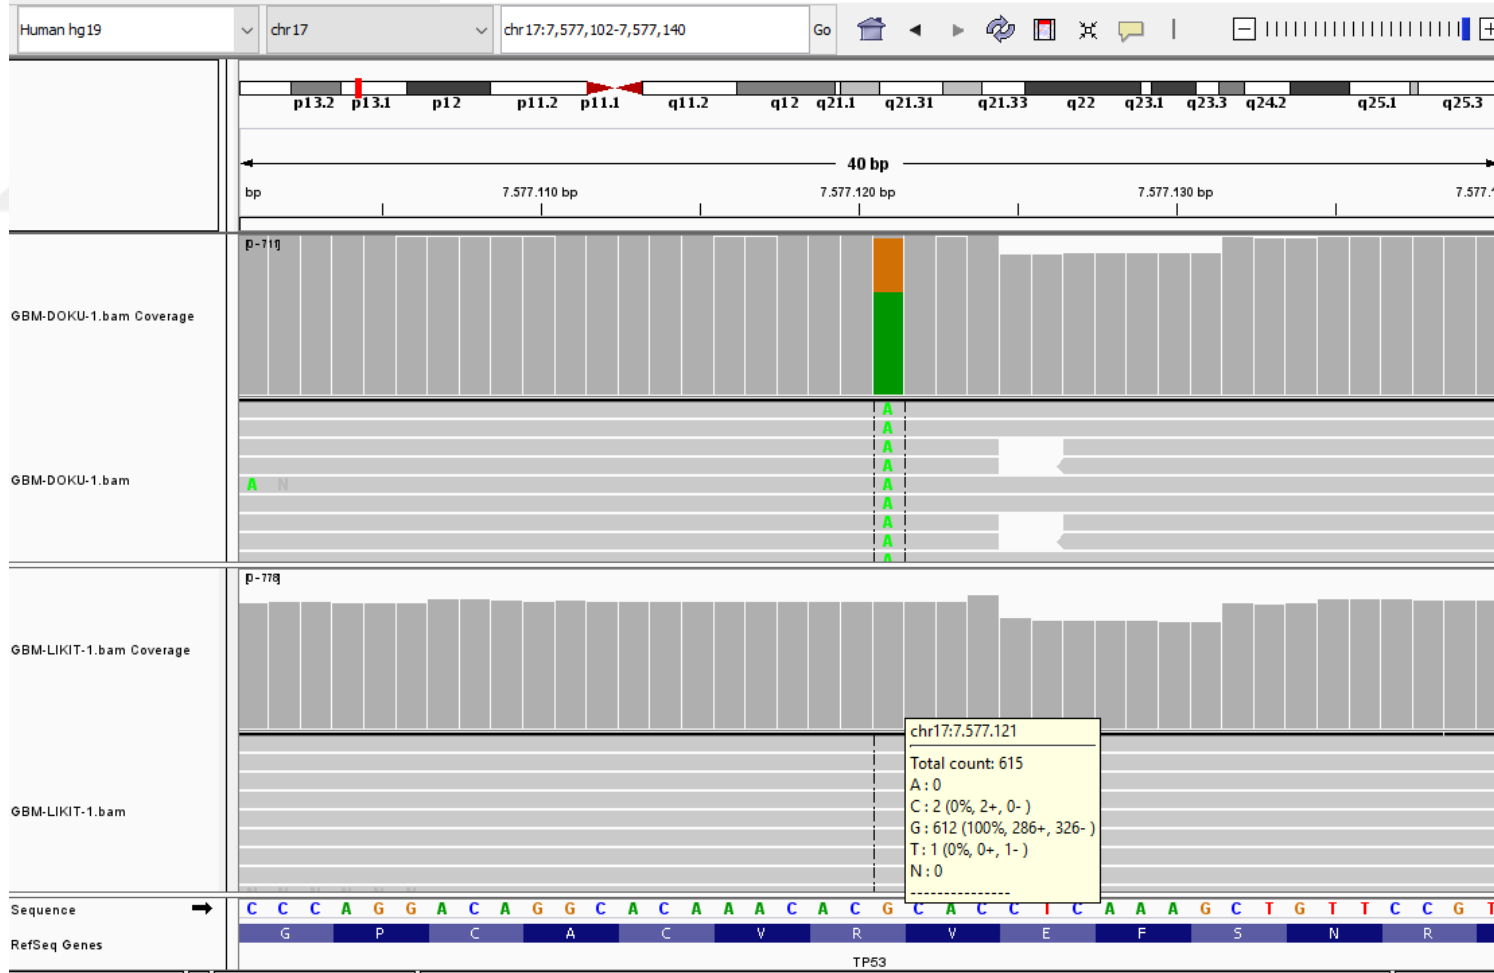 Human hg19 chr17 chr17:7,577,102-7,577,140 Go
p13.2 p13.1 p12 p11.2 p11.1 q11.2 q12 q21.1 q21.31 q21.33 q22 q23.1 q23.3 q24.2 q25.1 q25.3
40 bp
bp 7.577.110 bp 7.577.120 bp 7.577.130 bp
[0-711]
GBM-DOKU-1.bam Coverage
A
A
A
A
GBM-DOKU-1.bam
A N A
A
A
A
A
[0-778]
GBM-LIKIT-1.bam Coverage
chr17:7.577.121
Total count: 615
A : 0
C : 2 (0%, 2+, 0- )
G : 612 (100%, 286+, 326- )
T : 1 (0%, 0+, 1- )
N : 0
---------------
GBM-LIKIT-1.bam
Sequence C C C A G G A C A G G C A C A A A C A C G C A C C T C A A A G C T G T T C C G T
RefSeq Genes G P C A C V R V E F S N R
TP53